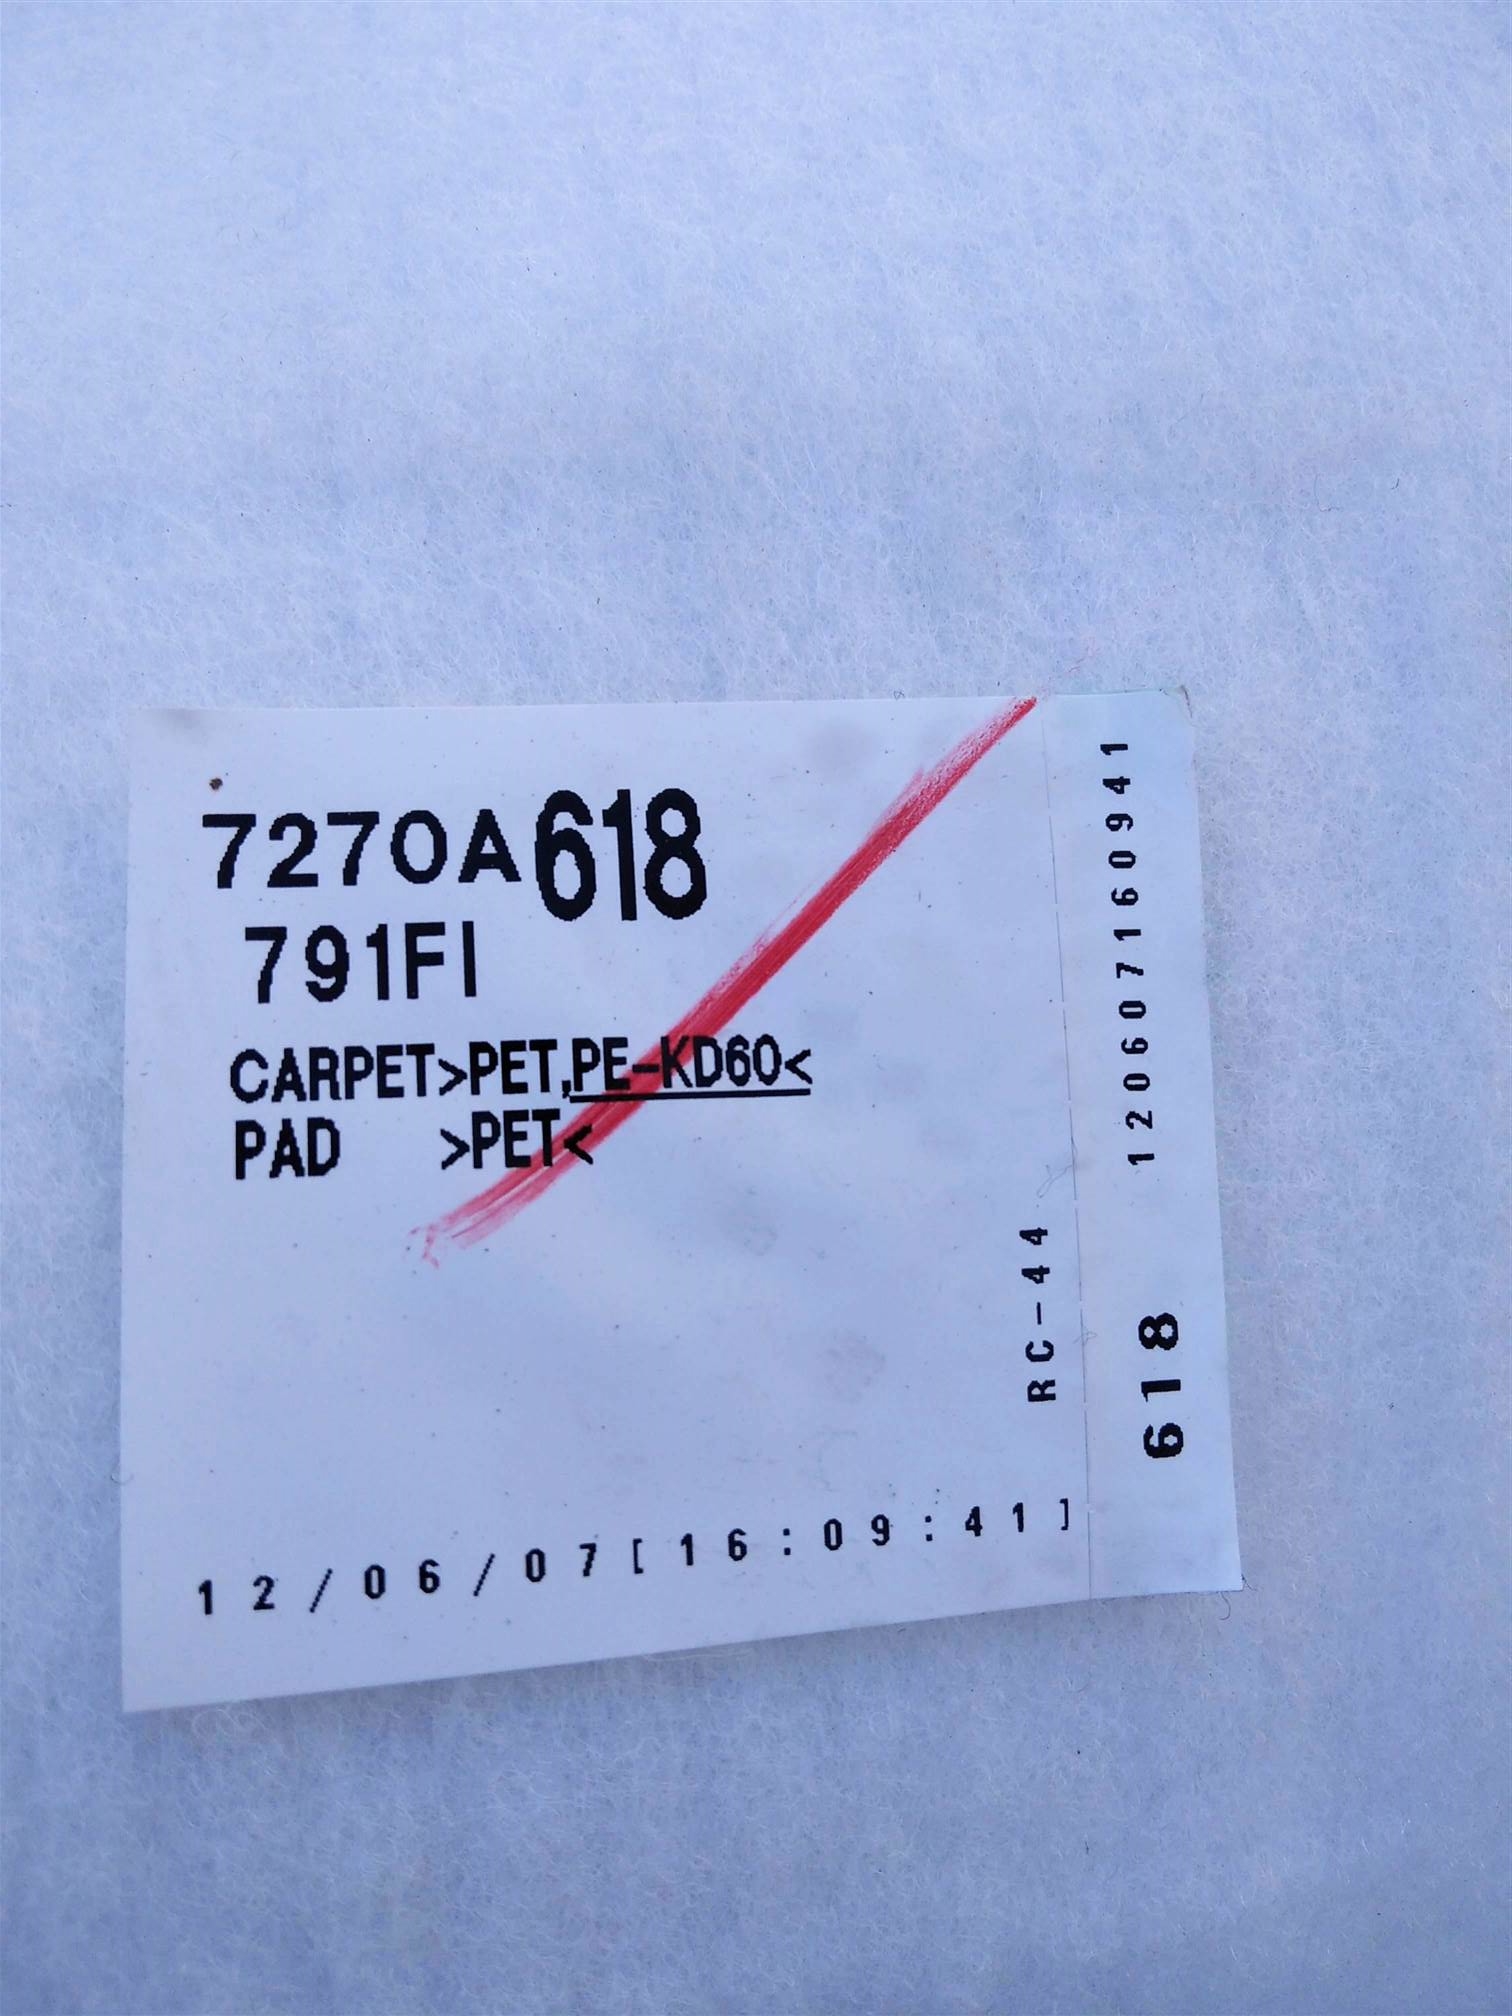 7270A618
791FI
CARPET>PET,PE-KD60<
PAD >PET<
RC-44
12/06/07[16:09:41]
120607160941
618